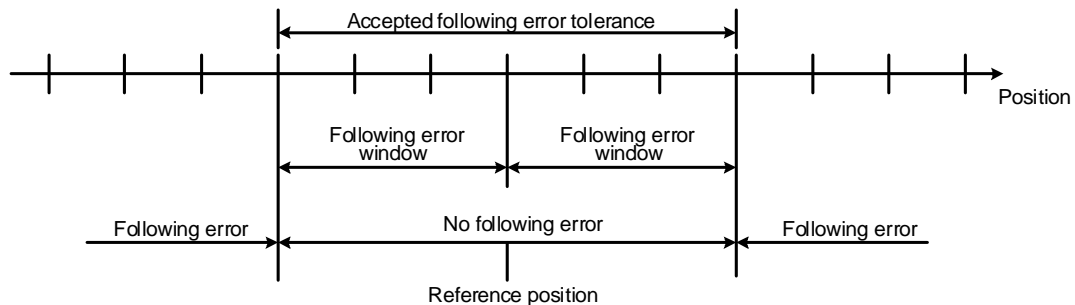 Accepted following error tolerance
Position
Following error
window
Following error
window
Following error
No following error
Following error
Reference position